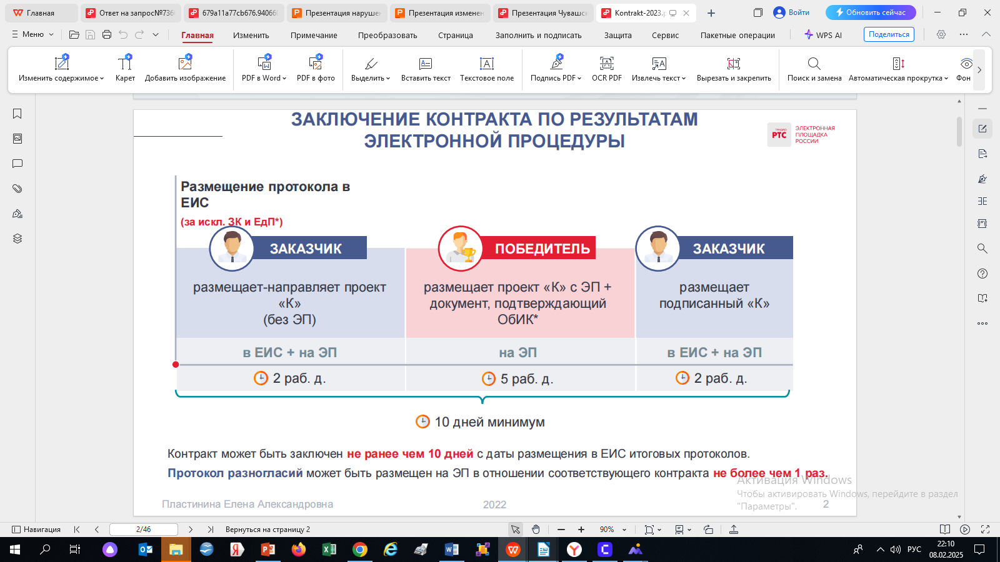 Главная
Ответ на запрос№736
679a11a77cb676.94066
Презентация нарушен
Презентация изменен
Презентация Чувашск
Kontrakt-2023.p
Войти
Обновить сейчас
Меню
Главная
Изменить
Примечание
Преобразовать
Страница
Заполнить и подписать
Защита
Сервис
Пакетные операции
WPS AI
Поделиться
Изменить содержимое
Карет
Добавить изображение
PDF в Word
PDF в фото
Выделить
Вставить текст
Текстовое поле
Подпись PDF
OCR PDF
Извлечь текст
Вырезать и закрепить
Поиск и замена
Автоматическая прокрутка
Фон
ЗАКЛЮЧЕНИЕ КОНТРАКТА ПО РЕЗУЛЬТАТАМ
ЭЛЕКТРОННОЙ ПРОЦЕДУРЫ
тендер
РТС
ЭЛЕКТРОННАЯ
ПЛОЩАДКА
РОССИИ
Размещение протокола в
ЕИС
(за искл. ЗК и ЕдП*)
ЗАКАЗЧИК
размещает-направляет проект
«К»
(без ЭП)
в ЕИС + на ЭП
2 раб. д.
ПОБЕДИТЕЛЬ
размещает проект «К» с ЭП +
документ, подтверждающий
ОбИК*
на ЭП
5 раб. д.
ЗАКАЗЧИК
размещает
подписанный «К»
в ЕИС + на ЭП
2 раб. д.
10 дней минимум
Контракт может быть заключен не ранее чем 10 дней с даты размещения в ЕИС итоговых протоколов.
Протокол разногласий может быть размещен на ЭП в отношении соответствующего контракта не более чем 1 раз.
Активация Windows
Чтобы активировать Windows, перейдите в раздел
"Параметры".
Пластинина Елена Александровна
2022
2
Навигация
2/46
Вернуться на страницу 2
90%
РУС
22:10
08.02.2025